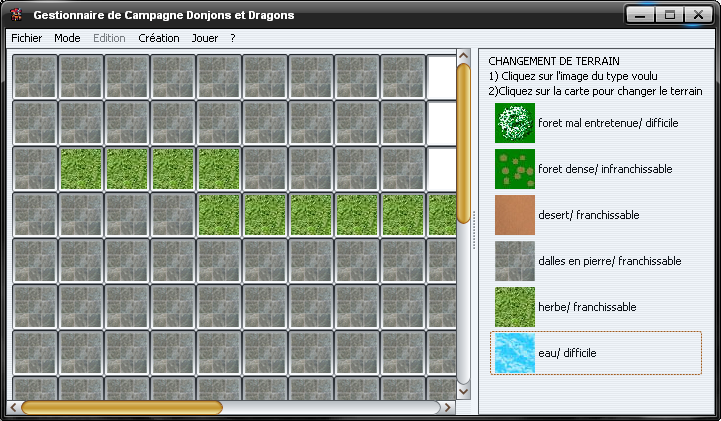 Gestionnaire de Campagne Donjons et Dragons
Fichier Mode Edition Création Jouer ?
CHANGEMENT DE TERRAIN
1) Cliquez sur l'image du type voulu
2)Cliquez sur la carte pour changer le terrain
foret mal entretenue/ difficile
foret dense/ infranchissable
desert/ franchissable
dalles en pierre/ franchissable
herbe/ franchissable
eau/ difficile